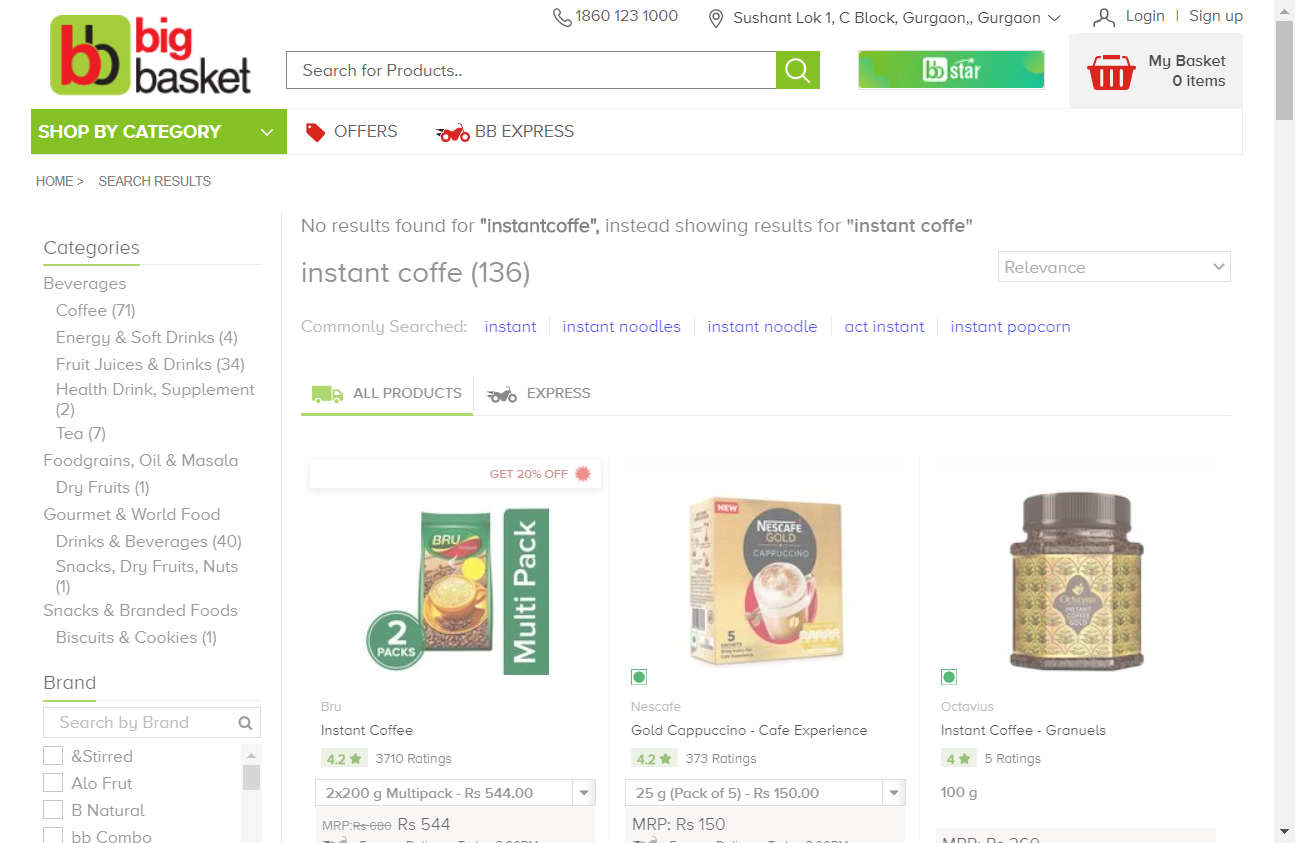 1860 123 1000
Sushant Lok 1, C Block, Gurgaon,, Gurgaon
Login | Sign up
bb big basket
Search for Products..
bb star
My Basket
0 items
SHOP BY CATEGORY
OFFERS
BB EXPRESS
HOME > SEARCH RESULTS
No results found for "instantcoffe", instead showing results for "instant coffe"
instant coffe (136)
Relevance
Commonly Searched: instant instant noodles instant noodle act instant instant popcorn
ALL PRODUCTS
EXPRESS
Categories
Beverages
Coffee (71)
Energy & Soft Drinks (4)
Fruit Juices & Drinks (34)
Health Drink, Supplement
(2)
Tea (7)
Foodgrains, Oil & Masala
Dry Fruits (1)
Gourmet & World Food
Drinks & Beverages (40)
Snacks, Dry Fruits, Nuts
(1)
Snacks & Branded Foods
Biscuits & Cookies (1)
Brand
Search by Brand
&Stirred
Alo Frut
B Natural
bb Combo
GET 20% OFF
BRU
2
PACKS
Multi Pack
Bru
Instant Coffee
4.2 3710 Ratings
2x200 g Multipack - Rs 544.00
MRP:Rs 680 Rs 544
NEW
NESCAFE
GOLD
CAPPUCCINO
5
SACHETS
Nescafe
Gold Cappuccino - Cafe Experience
4.2 373 Ratings
25 g (Pack of 5) - Rs 150.00
MRP: Rs 150
Octavius
INSTANT
COFFEE
GOLD
Octavius
Instant Coffee - Granuels
4 5 Ratings
100 g